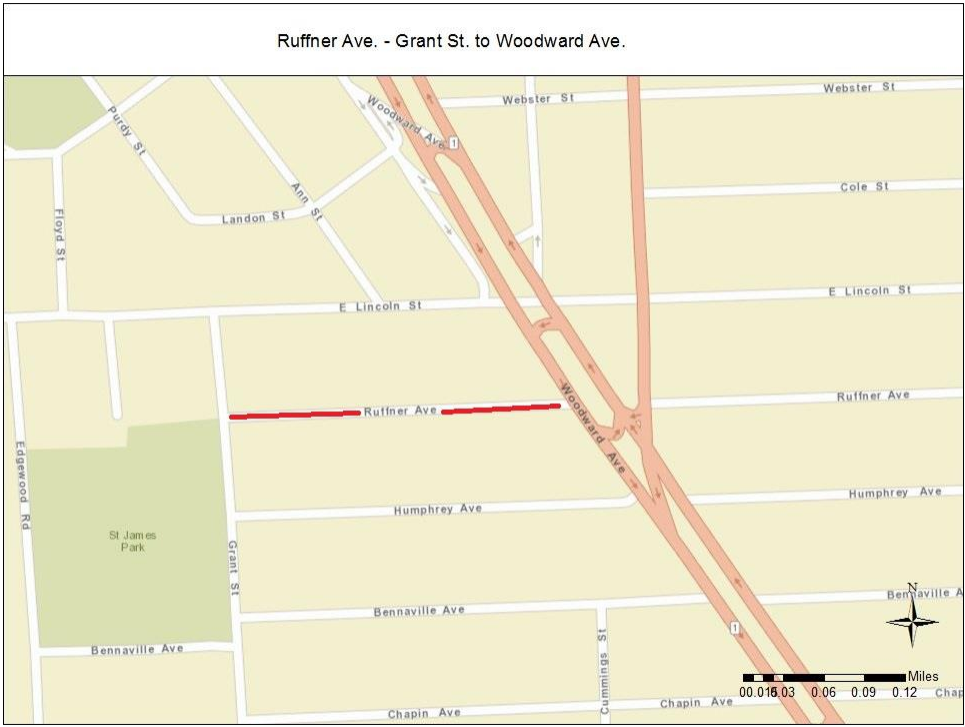 Ruffner Ave. - Grant St. to Woodward Ave.
Webster St
Webster St
Woodward Ave
1
Purdy St
Cole St
Ann St
Landon St
Floyd St
E Lincoln St
E Lincoln St
Ruffner Ave
Ruffner Ave
Woodward Ave
Edgewood Rd
Humphrey Ave
Humphrey Ave
St James
Park
Grant St
N
Bennaville A
Bennaville Ave
1
Cummings St
Bennaville Ave
Miles
0.03 0.06 0.09 0.12
Chapin Ave
Chapin Ave
Chap